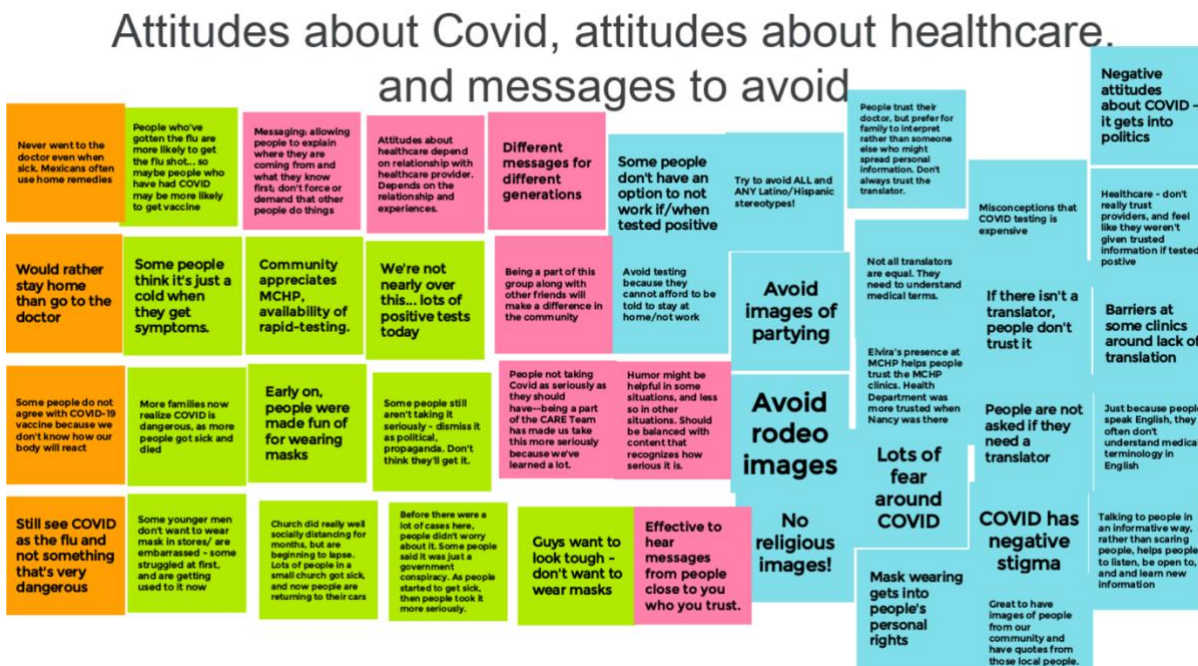 Attitudes about Covid, attitudes about healthcare,
and messages to avoid
Never went to the
doctor even when
sick. Mexicans often
use home remedies
People who've
gotten the flu are
more likely to get
the flu shot... so
maybe people who
have had COVID
may be more likely
to get vaccine
Messaging: allowing
people to explain
where they are
coming from and
what they know
first; don't force or
demand that other
people do things
Attitudes about
healthcare depend
on relationship with
healthcare provider.
Depends on the
relationship and
experiences.
Different
messages for
different
generations
Some people
don't have an
option to not
work if/when
tested positive
Try to avoid ALL and
ANY Latino/Hispanic
stereotypes!
People trust their
doctor, but prefer for
family to interpret
rather than someone
else who might
spread personal
information. Don't
always trust the
translator.
Misconceptions that
COVID testing is
expensive
Negative
attitudes
about COVID -
it gets into
politics
Healthcare - don't
really trust
providers, and feel
like they weren't
given trusted
information if tested
postive
Would rather
stay home
than go to the
doctor
Some people
think it's just a
cold when
they get
symptoms.
Community
appreciates
MCHP,
availability of
rapid-testing.
We're not
nearly over
this... lots of
positive tests
today
Being a part of this
group along with
other friends will
make a difference in
the community
Avoid testing
because they
cannot afford to be
told to stay at
home/not work
Avoid
images of
partying
Not all translators
are equal. They
need to understand
medical terms.
If there isn't a
translator,
people don't
trust it
Barriers at
some clinics
around lack of
translation
Some people do not
agree with COVID-19
vaccine because we
don't know how our
body will react
More families now
realize COVID is
dangerous, as more
people got sick and
died
Early on,
people were
made fun of
for wearing
masks
Some people still
aren't taking it
seriously - dismiss it
as political,
propaganda. Don't
think they'll get it.
People not taking
Covid as seriously as
they should
have--being a part
of the CARE Team
has made us take
this more seriously
because we've
learned a lot.
Humor might be
helpful in some
situations, and less
so in other
situations. Should
be balanced with
content that
recognizes how
serious it is.
Avoid
rodeo
images
Elvira's presence at
MCHP helps people
trust the MCHP
clinics. Health
Department was
more trusted when
Nancy was there
People are not
asked if they
need a
translator
Just because people
speak English, they
often don't
understand medical
terminology in
English
Still see COVID
as the flu and
not something
that's very
dangerous
Some younger men
don't want to wear
mask in stores/ are
embarrassed - some
struggled at first,
and are getting
used to it now
Church did really well
socially distancing for
months, but are
beginning to lapse.
Lots of people in a
small church got sick,
and now people are
returning to their cars
Before there were a
lot of cases here,
people didn't worry
about it. Some people
said it was just a
government
conspiracy. As people
started to get sick,
then people took it
more seriously.
Guys want to
look tough -
don't want to
wear masks
Effective to
hear
messages
from people
close to you
who you trust.
No
religious
images!
Lots of
fear
around
COVID
COVID has
negative
stigma
Talking to people in
an informative way,
rather than scaring
people, helps people
to listen, be open to,
and and learn new
information
Mask wearing
gets into
people's
personal
rights
Great to have
images of people
from our
community and
have quotes from
those local people.